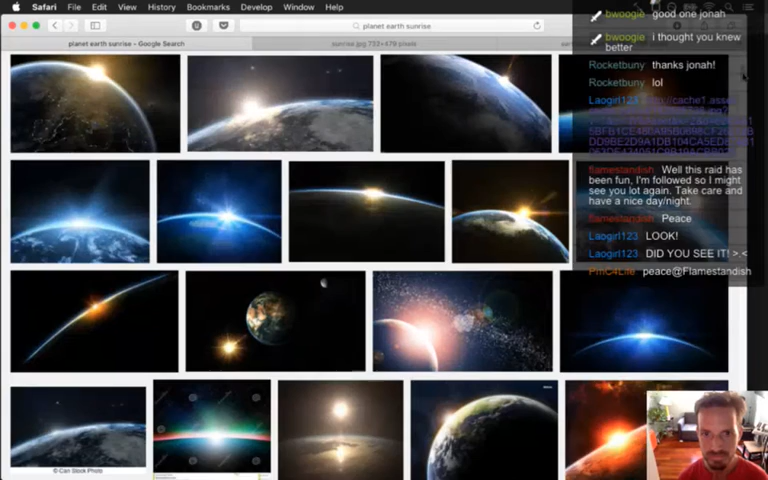 Safari File Edit View History Bookmarks Develop Window Help
planet earth sunrise
planet earth sunrise - Google Search
sunrise.jpg 733×479 pixels
bwoogie good one jonah
bwoogie i thought you knew
better
Rocketbuny thanks jonah!
Rocketbuny lol
Laogirl123
flamestandish Well this raid has
been fun, I'm followed so I might
see you lot again. Take care and
have a nice day/night.
flamestandish Peace
Laogirl123 LOOK!
Laogirl123 DID YOU SEE IT! >.<
PmC4Life peace@Flamestandish
© Can Stock Photo